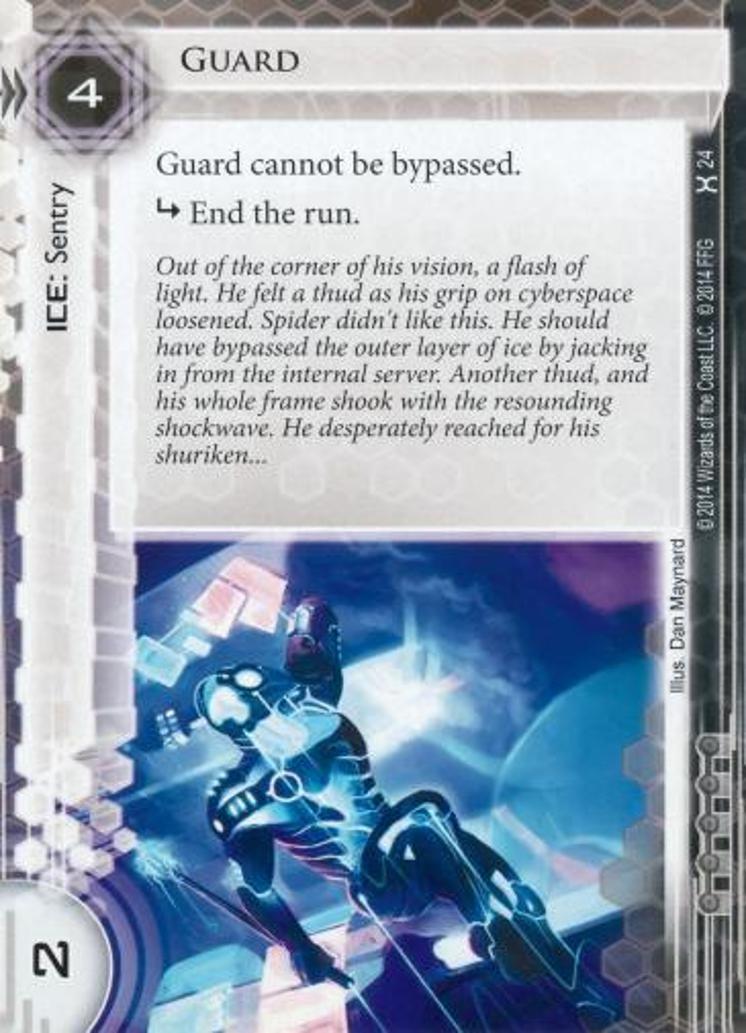 GUARD
4
ICE: Sentry
Guard cannot be bypassed.
↳ End the run.
Out of the corner of his vision, a flash of
light. He felt a thud as his grip on cyberspace
loosened. Spider didn't like this. He should
have bypassed the outer layer of ice by jacking
in from the internal server. Another thud, and
his whole frame shook with the resounding
shockwave. He desperately reached for his
shuriken...
© 2014 Wizards of the Coast LLC. © 2014 FFG 24
Illus. Dan Maynard
2